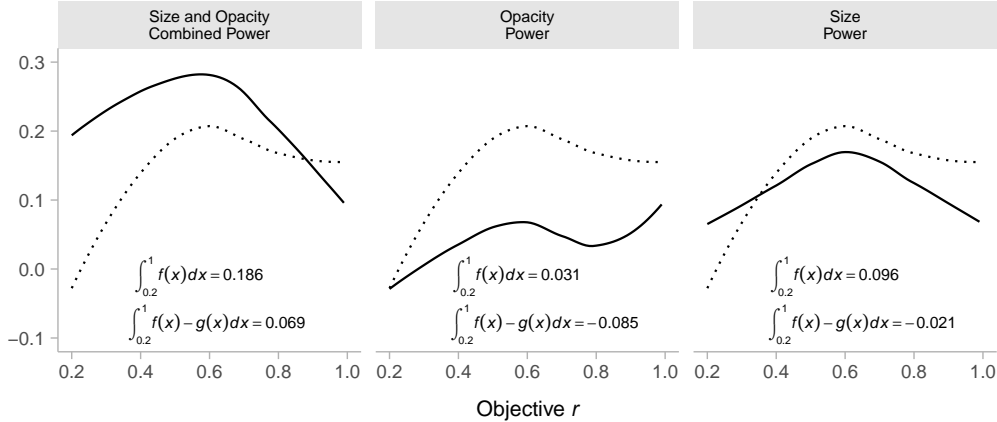 Size and Opacity
Combined Power
Opacity
Power
Size
Power
0.3
0.2
0.1
0.0
−0.1
∫0.2 1 f(x)dx = 0.186
∫0.2 1 f(x) − g(x)dx = 0.069
∫0.2 1 f(x)dx = 0.031
∫0.2 1 f(x) − g(x)dx = −0.085
∫0.2 1 f(x)dx = 0.096
∫0.2 1 f(x) − g(x)dx = −0.021
0.2 0.4 0.6 0.8 1.0
0.2 0.4 0.6 0.8 1.0
0.2 0.4 0.6 0.8 1.0
Objective r